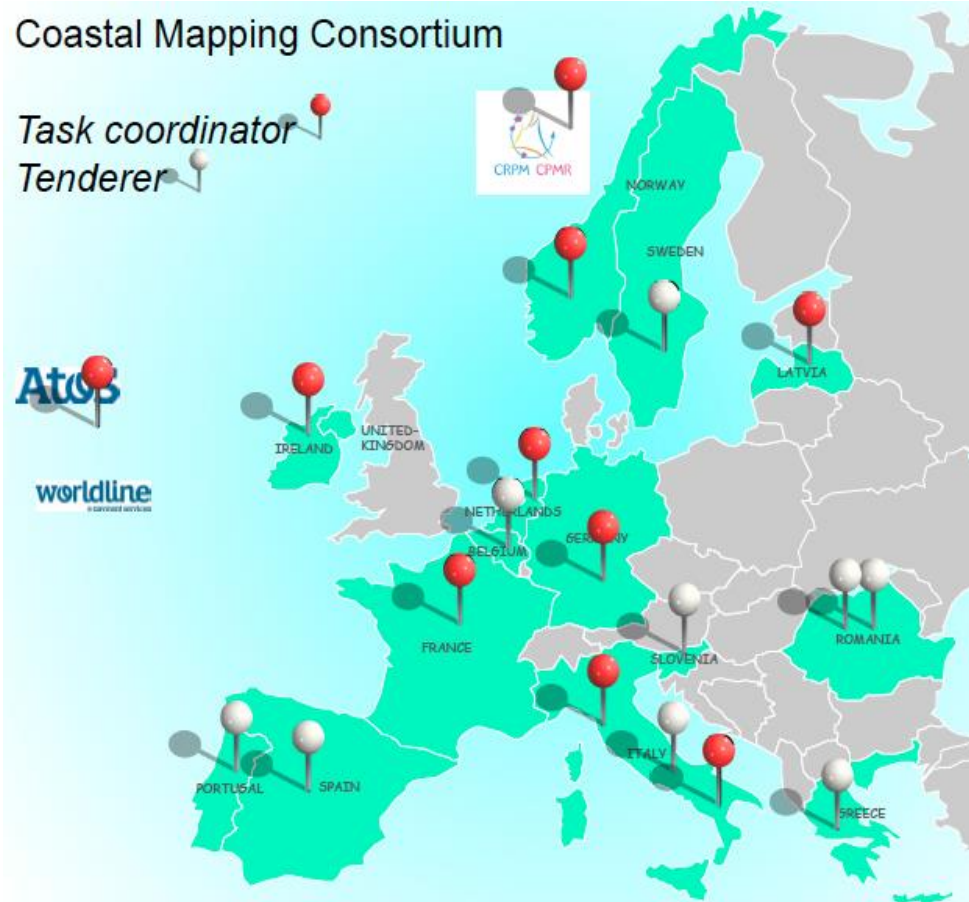 Coastal Mapping Consortium
Task coordinator
Tenderer
CRPM CPMR
NORWAY
SWEDEN
Atos
LATVIA
IRELAND
UNITED-
KINGDOM
worldline
NETHERLANDS
GERMANY
BELGIUM
FRANCE
SLOVENIA
ROMANIA
ITALY
PORTUGAL
SPAIN
GREECE